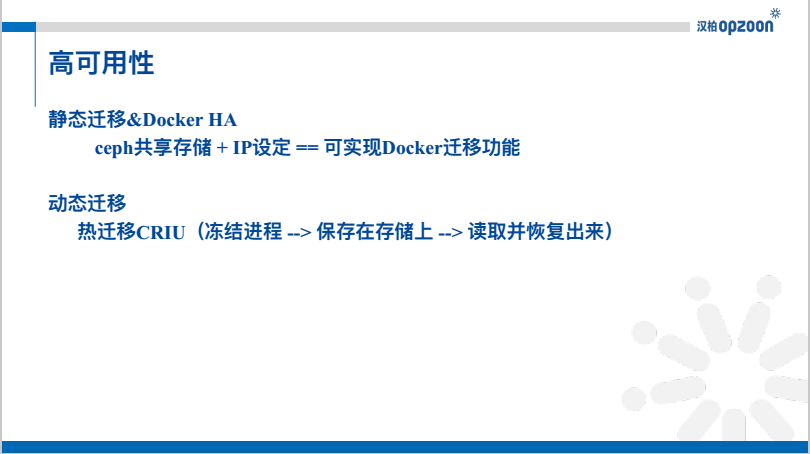 汉柏opzoon
高可用性
静态迁移&Docker HA
ceph共享存储 + IP设定 == 可实现Docker迁移功能
动态迁移
热迁移CRIU（冻结进程 --> 保存在存储上 --> 读取并恢复出来）